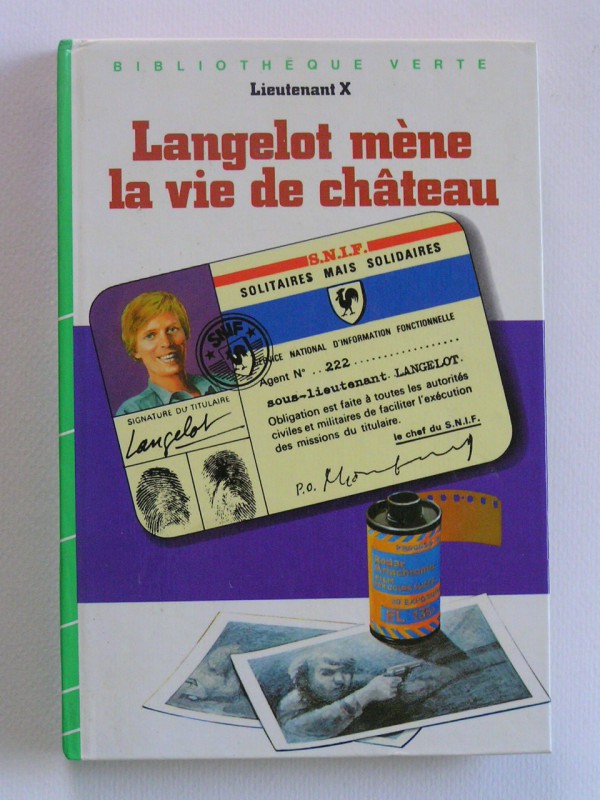 BIBLIOTHÈQUE VERTE
Lieutenant X
Langelot mène
la vie de château
S.N.I.F.
SOLITAIRES MAIS SOLIDAIRES
SNIF
SERVICE NATIONAL D'INFORMATION FONCTIONNELLE
Agent N° ..222..................
sous-lieutenant. LANGELOT.
Obligation est faite à toutes les autorités
civiles et militaires de faciliter l'exécution
des missions du titulaire.
le chef du S.N.I.F.
SIGNATURE DU TITULAIRE
Langelot
P.O.